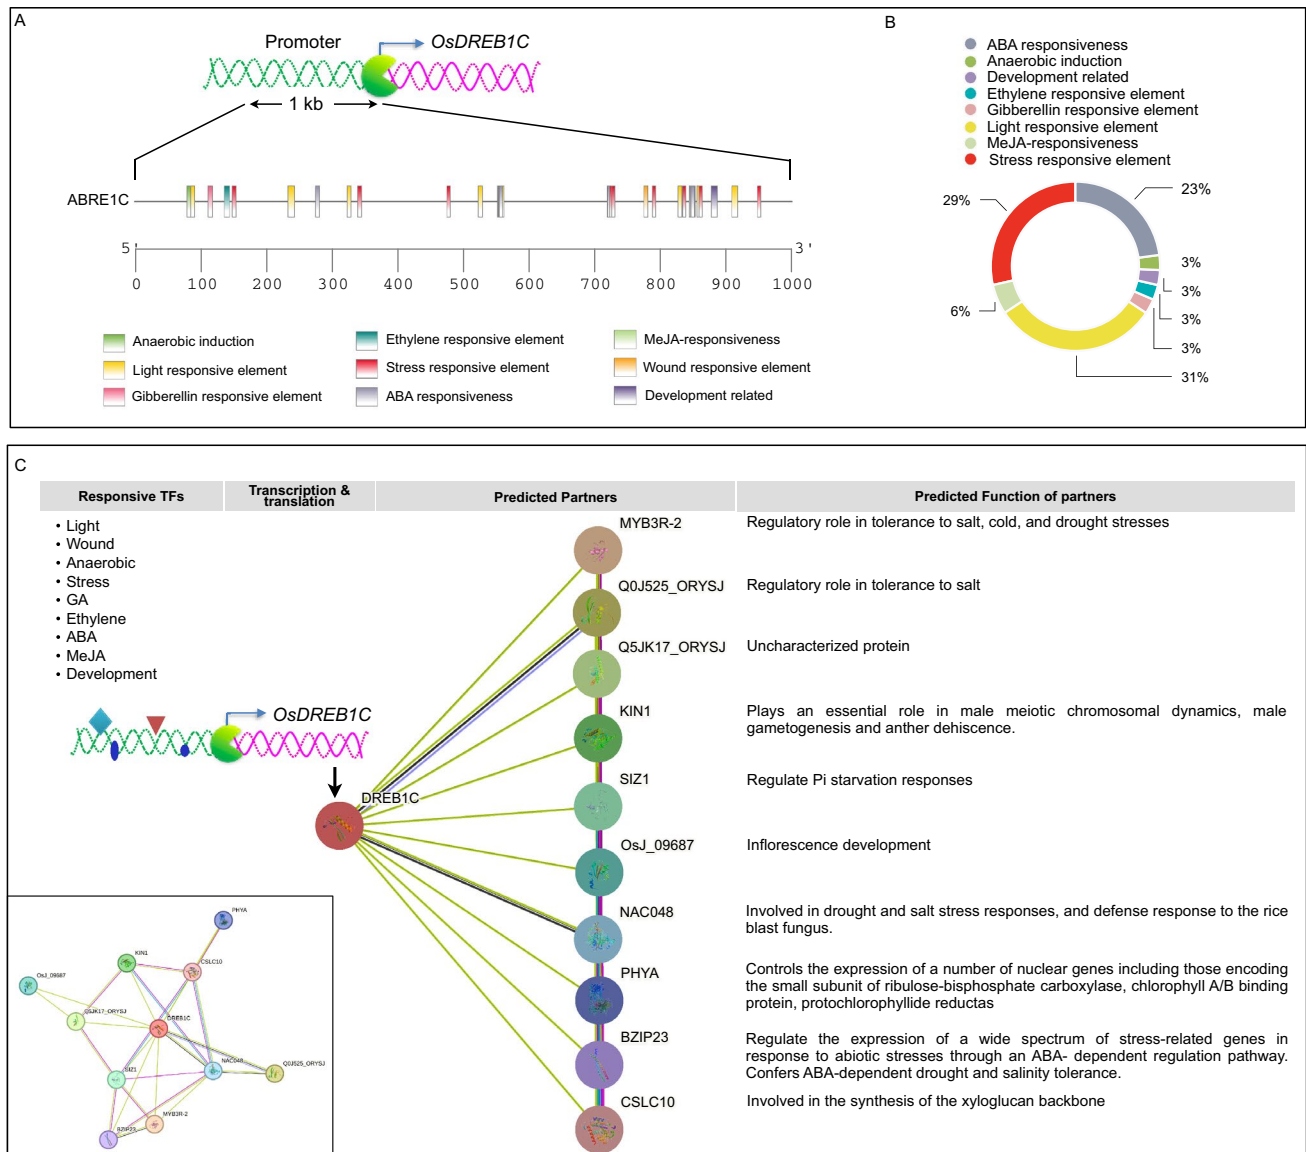 A
Promoter
OsDREB1C
1 kb
ABRE1C
5'
3'
0 100 200 300 400 500 600 700 800 900 1000
Anaerobic induction
Light responsive element
Gibberellin responsive element
Ethylene responsive element
Stress responsive element
ABA responsiveness
MeJA-responsiveness
Wound responsive element
Development related
B
ABA responsiveness
Anaerobic induction
Development related
Ethylene responsive element
Gibberellin responsive element
Light responsive element
MeJA-responsiveness
Stress responsive element
23%
3%
3%
3%
3%
31%
6%
29%
C
Responsive TFs
Transcription &
translation
Predicted Partners
Predicted Function of partners
• Light
• Wound
• Anaerobic
• Stress
• GA
• Ethylene
• ABA
• MeJA
• Development
OsDREB1C
DREB1C
MYB3R-2
Regulatory role in tolerance to salt, cold, and drought stresses
Q0J525_ORYSJ
Regulatory role in tolerance to salt
Q5JK17_ORYSJ
Uncharacterized protein
KIN1
Plays an essential role in male meiotic chromosomal dynamics, male
gametogenesis and anther dehiscence.
SIZ1
Regulate Pi starvation responses
OsJ_09687
Inflorescence development
NAC048
Involved in drought and salt stress responses, and defense response to the rice
blast fungus.
PHYA
Controls the expression of a number of nuclear genes including those encoding
the small subunit of ribulose-bisphosphate carboxylase, chlorophyll A/B binding
protein, protochlorophyllide reductas
BZIP23
Regulate the expression of a wide spectrum of stress-related genes in
response to abiotic stresses through an ABA- dependent regulation pathway.
Confers ABA-dependent drought and salinity tolerance.
CSLC10
Involved in the synthesis of the xyloglucan backbone
PHYA
KIN1
CSLC10
OsJ_09687
Q5JK17_ORYSJ
DREB1C
SIZ1
NAC048
Q0J525_ORYSJ
MYB3R-2
BZIP23